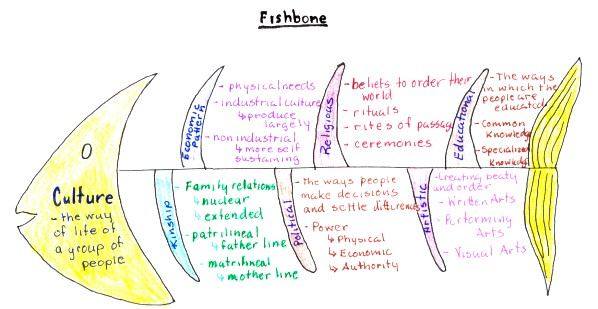 Fishbone
Culture
- the way
of life of
a group of
people
Economic
Pattern
- physical needs
- industrial culture
↳ produce
largely
- non industrial
↳ more self
sustaining
Religious
- beliefs to order their
world
- rituals
- rites of passage
- ceremonies
Educational
- The ways
in which the
people are
educated
- Common
Knowledge
- Specialized
Knowledge
Kinship
- Family relations
↳ nuclear
↳ extended
- patrilineal
↳ father line
- matrilineal
↳ mother line
Political
- The ways people
make decisions
and settle differences
- Power
↳ Physical
↳ Economic
↳ Authority
Artistic
- Creating beaty
and order
- Written Arts
- Performing
Arts
- Visual Arts